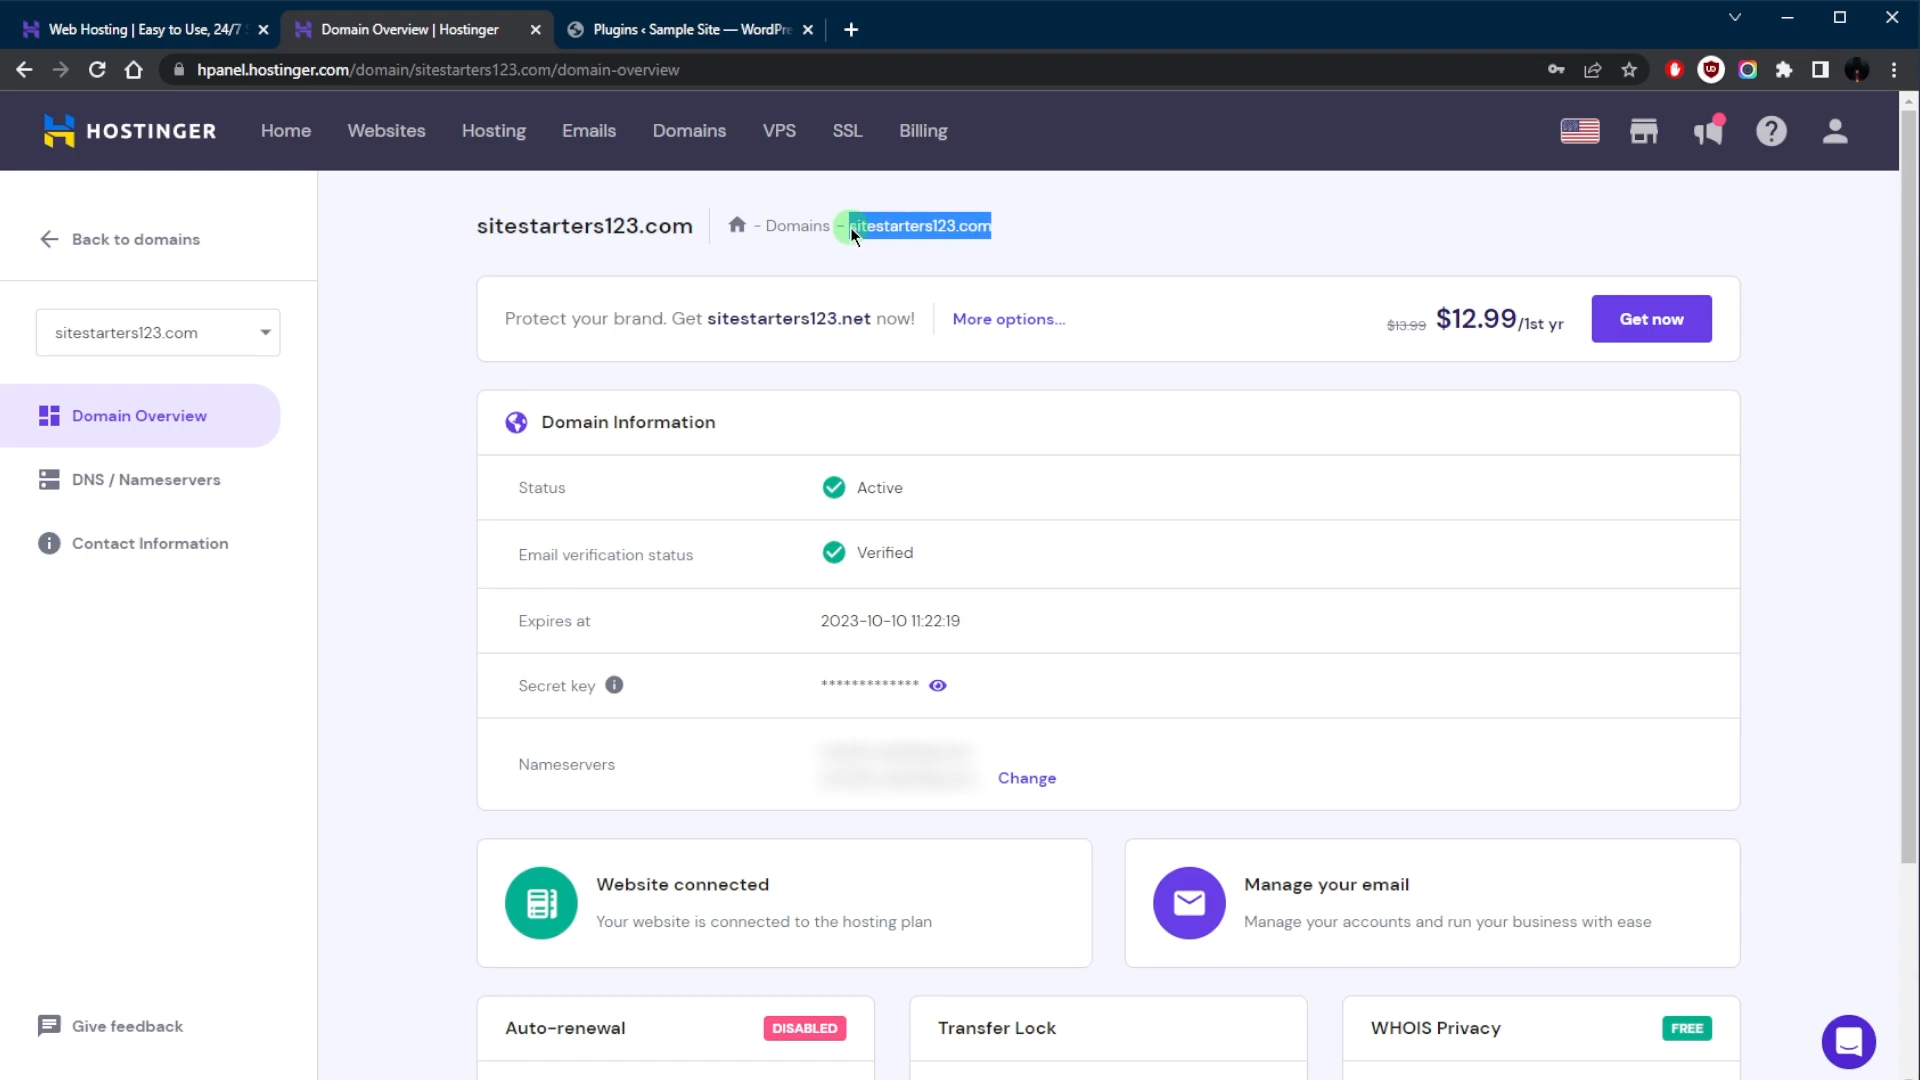 Web Hosting | Easy to Use, 24/7
Domain Overview | Hostinger
Plugins ‹ Sample Site — WordPre
hpanel.hostinger.com/domain/sitestarters123.com/domain-overview
HOSTINGER
Home
Websites
Hosting
Emails
Domains
VPS
SSL
Billing
Back to domains
sitestarters123.com
Domain Overview
DNS / Nameservers
Contact Information
Give feedback
sitestarters123.com
- Domains - sitestarters123.com
Protect your brand. Get sitestarters123.net now!
More options...
$13.99 $12.99/1st yr
Get now
Domain Information
Status
Active
Email verification status
Verified
Expires at
2023-10-10 11:22:19
Secret key
*************
Nameservers
Change
Website connected
Your website is connected to the hosting plan
Manage your email
Manage your accounts and run your business with ease
Auto-renewal
DISABLED
Transfer Lock
WHOIS Privacy
FREE